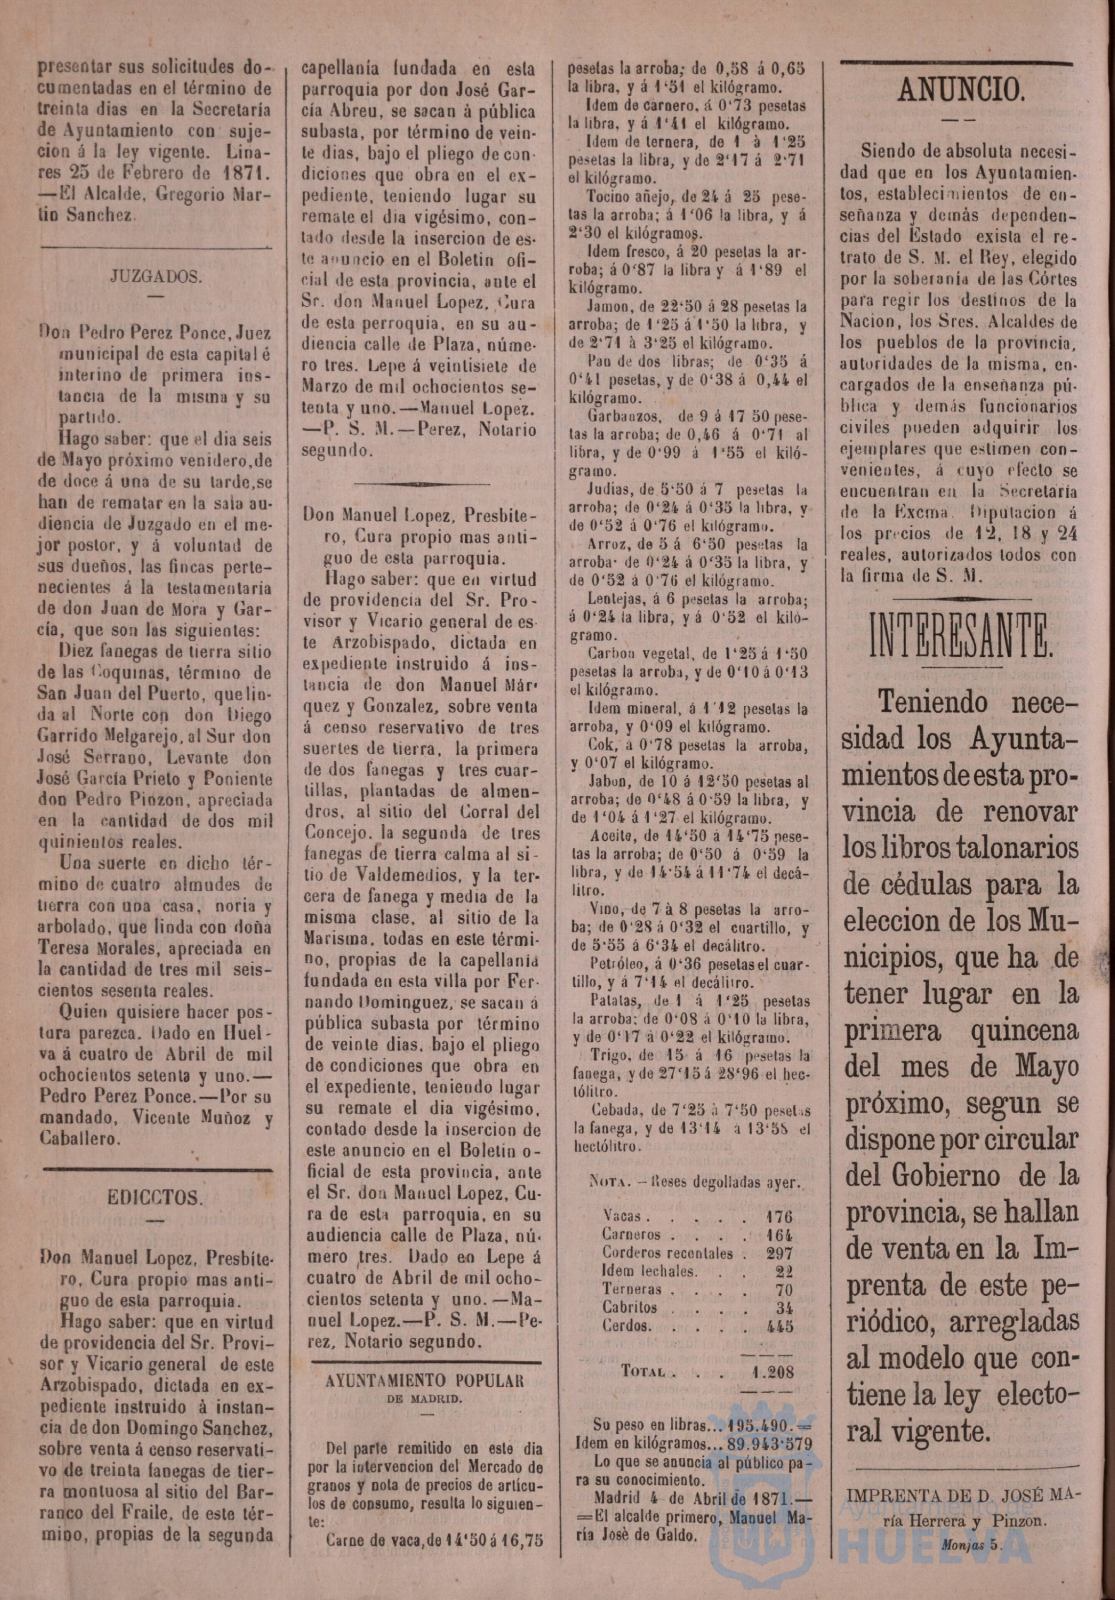 presentar sus solicitudes do-
cumentadas en el término de
treinta dias en la Secretaría
de Ayuntamiento con suje-
cion á la ley vigente. Lina-
res 25 de Febrero de 1871.
—El Alcalde, Gregorio Mar-
tin Sanchez.
JUZGADOS.
Don Pedro Perez Ponce, Juez
municipal de esta capital é
interino de primera ins-
tancia de la misma y su
partido.
Hago saber: que el dia seis
de Mayo próximo venidero, de
de doce á una de su tarde, se
han de rematar en la sala au-
diencia de Juzgado en el me-
jor postor, y á voluntad de
sus dueños, las fincas perte-
necientes á la testamentaría
de don Juan de Mora y Gar-
cía, que son las siguientes:
Diez fanegas de tierra sitio
de las Coquinas, término de
San Juan del Puerto, que lin-
da al Norte con don Diego
Garrido Melgarejo, al Sur don
José Serrano, Levante don
José García Prieto y Poniente
don Pedro Pinzon, apreciada
en la cantidad de dos mil
quinientos reales.
Una suerte en dicho tér-
mino de cuatro almudes de
tierra con una casa, noria y
arbolado, que linda con doña
Teresa Morales, apreciada en
la cantidad de tres mil seis-
cientos sesenta reales.
Quien quisiere hacer pos-
tura parezca. Dado en Huel-
va á cuatro de Abril de mil
ochocientos setenta y uno.—
Pedro Perez Ponce.—Por su
mandado, Vicente Muñoz y
Caballero.
EDICCTOS.
Don Manuel Lopez, Presbite-
ro, Cura propio mas anti-
guo de esta parroquia.
Hago saber: que en virtud
de providencia del Sr. Provi-
sor y Vicario general de este
Arzobispado, dictada en ex-
pediente instruido á instan-
cia de don Domingo Sanchez,
sobre venta á censo reservati-
vo de treinta fanegas de tier-
ra montuosa al sitio del Bar-
ranco del Fraile, de este tér-
mino, propias de la segunda
capellanía fundada en esta
parroquia por don José Gar-
cía Abreu, se sacan á pública
subasta, por término de vein-
te dias, bajo el pliego de con-
diciones que obra en el ex-
pediente, teniendo lugar su
remate el dia vigésimo, con-
tado desde la insercion de es-
te anuncio en el Boletin ofi-
cial de esta provincia, ante el
Sr. don Manuel Lopez, Cura
de esta perroquia, en su au-
diencia calle de Plaza, núme-
ro tres. Lepe á veintisiete de
Marzo de mil ochocientos se-
tenta y uno.—Manuel Lopez.
—P. S. M.—Perez, Notario
segundo.
Don Manuel Lopez, Presbite-
ro, Cura propio mas anti-
guo de esta parroquia.
Hago saber: que en virtud
de providencia del Sr. Pro-
visor y Vicario general de es-
te Arzobispado, dictada en
expediente instruido á ins-
tancia de don Manuel Már-
quez y Gonzalez, sobre venta
á censo reservativo de tres
suertes de tierra, la primera
de dos fanegas y tres cuar-
tillas, plantadas de almen-
dros, al sitio del Corral del
Concejo, la segunda de tres
fanegas de tierra calma al si-
tio de Valdemedios, y la ter-
cera de fanega y media de la
misma clase, al sitio de la
Marisma, todas en este térmi-
no, propias de la capellania
fundada en esta villa por Fer-
nando Dominguez, se sacan á
pública subasta por término
de veinte dias, bajo el pliego
de condiciones que obra en
el expediente, teniendo lugar
su remate el dia vigésimo,
contado desde la insercion de
este anuncio en el Boletin o-
ficial de esta provincia, ante
el Sr. don Manuel Lopez, Cu-
ra de esta parroquia, en su
audiencia calle de Plaza, nú-
mero tres. Dado en Lepe á
cuatro de Abril de mil ocho-
cientos setenta y uno.—Ma-
nuel Lopez.—P. S. M.—Pe-
rez, Notario segundo.
AYUNTAMIENTO POPULAR
DE MADRID.
Del parte remitido en este dia
por la intervencion del Mercado de
granos y nota de precios de artícu-
los de consumo, resulta lo siguien-
te:
Carne de vaca, de 14'50 á 16,75
pesetas la arroba; de 0,58 á 0,65
la libra, y á 1'51 el kilógramo.
Idem de carnero, á 0'73 pesetas
la libra, y á 1'41 el kilógramo.
Idem de ternera, de 1 à 1'25
pesetas la libra, y de 2'17 á 2'71
el kilógramo.
Tocino añejo, de 24 á 25 pese-
tas la arroba; á 1'06 la libra, y á
2'30 el kilógramos.
Idem fresco, á 20 pesetas la ar-
roba; á 0'87 la libra y á 1'89 el
kilógramo.
Jamon, de 22'50 á 28 pesetas la
arroba; de 1'25 á 1'50 la libra, y
de 2'71 à 3'25 el kilógramo.
Pan de dos libras; de 0'35 á
0'41 pesetas, y de 0'38 á 0,44 el
kilógramo.
Garbanzos, de 9 á 17 50 pese-
tas la arroba; de 0,46 á 0'71 al
libra, y de 0'99 á 1'55 el kiló-
gramo.
Judias, de 5'50 á 7 pesetas la
arroba; de 0'24 á 0'35 la libra, y
de 0'52 á 0'76 el kilógramo.
Arroz, de 5 á 6'50 pesetas la
arroba· de 0'24 á 0'35 la libra, y
de 0'52 á 0'76 el kilógramo.
Lentejas, á 6 pesetas la arroba;
á 0'24 la libra, y á 0'52 el kiló-
gramo.
Carbon vegetal, de 1'25 á 1'50
pesetas la arroba, y de 0'10 á 0'13
el kilógramo.
Idem mineral, á 1'12 pesetas la
arroba, y 0'09 el kilógramo.
Cok, á 0'78 pesetas la arroba,
y 0'07 el kilógramo.
Jabon, de 10 á 12'50 pesetas al
arroba; de 0'48 á 0'59 la libra, y
de 1'04 á 1'27 el kilógramo.
Aceite, de 14'50 á 14'75 pese-
tas la arroba; de 0'50 á 0'59 la
libra, y de 14'54 á 11'74 el decá-
litro.
Vino, de 7 à 8 pesetas la arro-
ba; de 0'28 á 0'32 el cuartillo, y
de 5'55 á 6'34 el decálitro.
Petróleo, á 0'36 pesetas el cuar-
tillo, y á 7'14 el decálitro.
Patatas, de 1 á 1'25 pesetas
la arroba; de 0'08 á 0'10 la libra,
y de 0'17 á 0'22 el kilógramo.
Trigo, de 15 á 16 pesetas la
fanega, y de 27'15 á 28'96 el hec-
tólitro.
Cebada, de 7'25 à 7'50 pesetas
la fanega, y de 13'14 à 13'58 el
hectólitro.
NOTA.—Reses degolladas ayer.
Vacas . . . . . 176
Carneros . . . . 164
Corderos recentales . 297
Idem lechales. . . 22
Terneras . . . . 70
Cabritos . . . . 34
Cerdos. . . . . 445
TOTAL . . . 1.208
Su peso en libras... 195.490.=
Idem en kilógramos... 89.943'579
Lo que se anuncia al público pa-
ra su conocimiento.
Madrid 4 de Abril de 1871.—
=El alcalde primero, Manuel Ma-
ría José de Galdo.
ANUNCIO.
Siendo de absoluta necesi-
dad que en los Ayuntamien-
tos, establecimientos de en-
señanza y demás dependen-
cias del Estado exista el re-
trato de S. M. el Rey, elegido
por la soberanía de las Córtes
para regir los destinos de la
Nacion, los Sres. Alcaldes de
los pueblos de la provincia,
autoridades de la misma, en-
cargados de la enseñanza pú-
blica y demás funcionarios
civiles pueden adquirir los
ejemplares que estimen con-
venientes, á cuyo efecto se
encuentran en la Secretaría
de la Excma. Diputacion á
los precios de 12, 18 y 24
reales, autorizados todos con
la firma de S. M.
INTERESANTE.
Teniendo nece-
sidad los Ayunta-
mientos de esta pro-
vincia de renovar
los libros talonarios
de cédulas para la
eleccion de los Mu-
nicipios, que ha de
tener lugar en la
primera quincena
del mes de Mayo
próximo, segun se
dispone por circular
del Gobierno de la
provincia, se hallan
de venta en la Im-
prenta de este pe-
riódico, arregladas
al modelo que con-
tiene la ley electo-
ral vigente.
IMPRENTA DE D. JOSÉ MA-
ría Herrera y Pinzon.
Monjas 5.
Ayuntamiento de
HUELVA